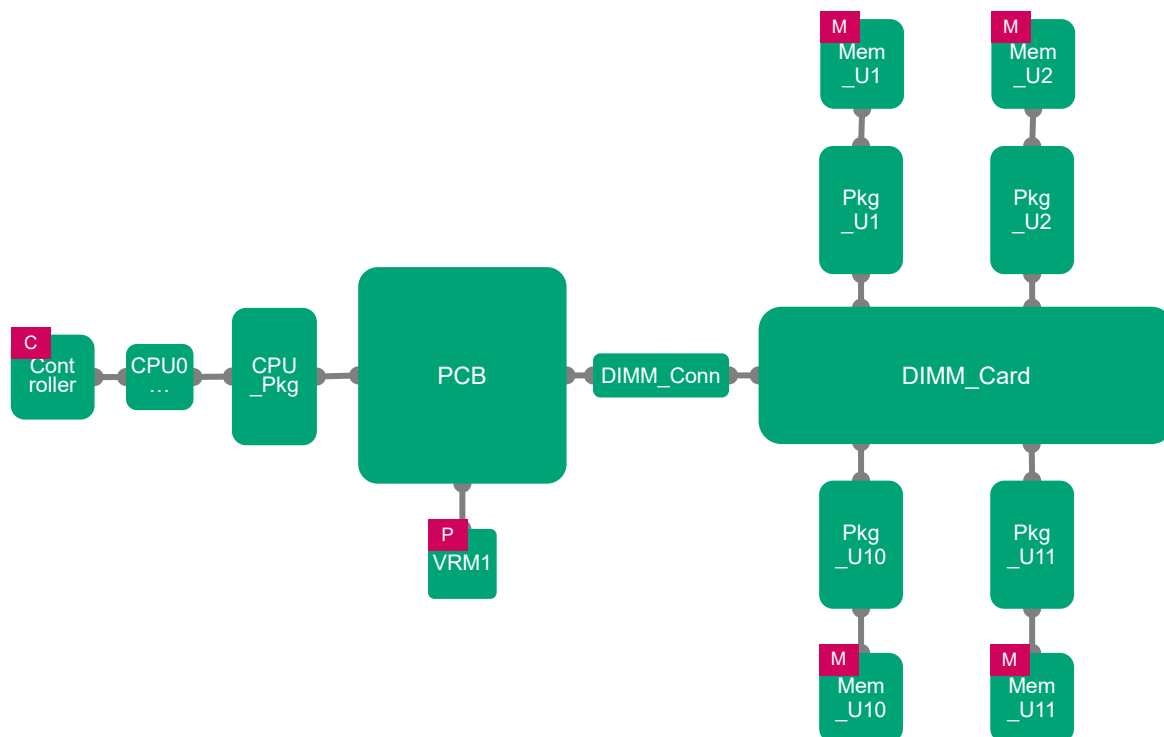 M
Mem
_U1
M
Mem
_U2
Pkg
_U1
Pkg
_U2
C
Cont
roller
CPU0
...
CPU
_Pkg
PCB
DIMM_Conn
DIMM_Card
P
VRM1
Pkg
_U10
Pkg
_U11
M
Mem
_U10
M
Mem
_U11